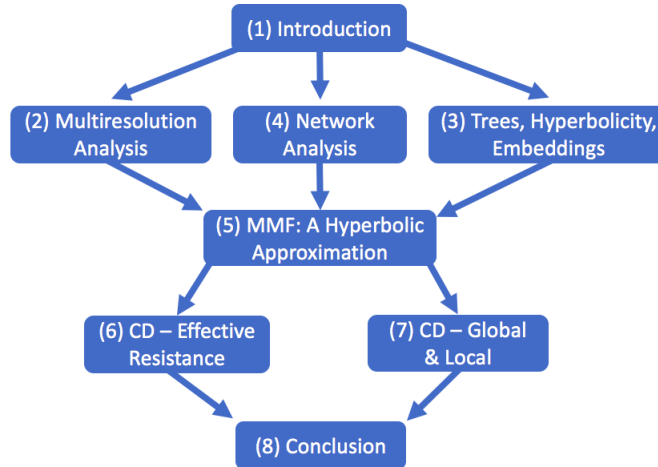 (1) Introduction
(2) Multiresolution
Analysis
(4) Network
Analysis
(3) Trees, Hyperbolicity,
Embeddings
(5) MMF: A Hyperbolic
Approximation
(6) CD – Effective
Resistance
(7) CD – Global
& Local
(8) Conclusion